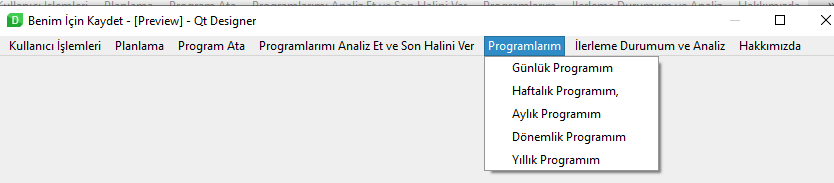 Benim İçin Kaydet - [Preview] - Qt Designer
Kullanıcı İşlemleri Planlama Program Ata Programlarımı Analiz Et ve Son Halini Ver Programlarım İlerleme Durumum ve Analiz Hakkımızda
Günlük Programım
Haftalık Programım,
Aylık Programım
Dönemlik Programım
Yıllık Programım